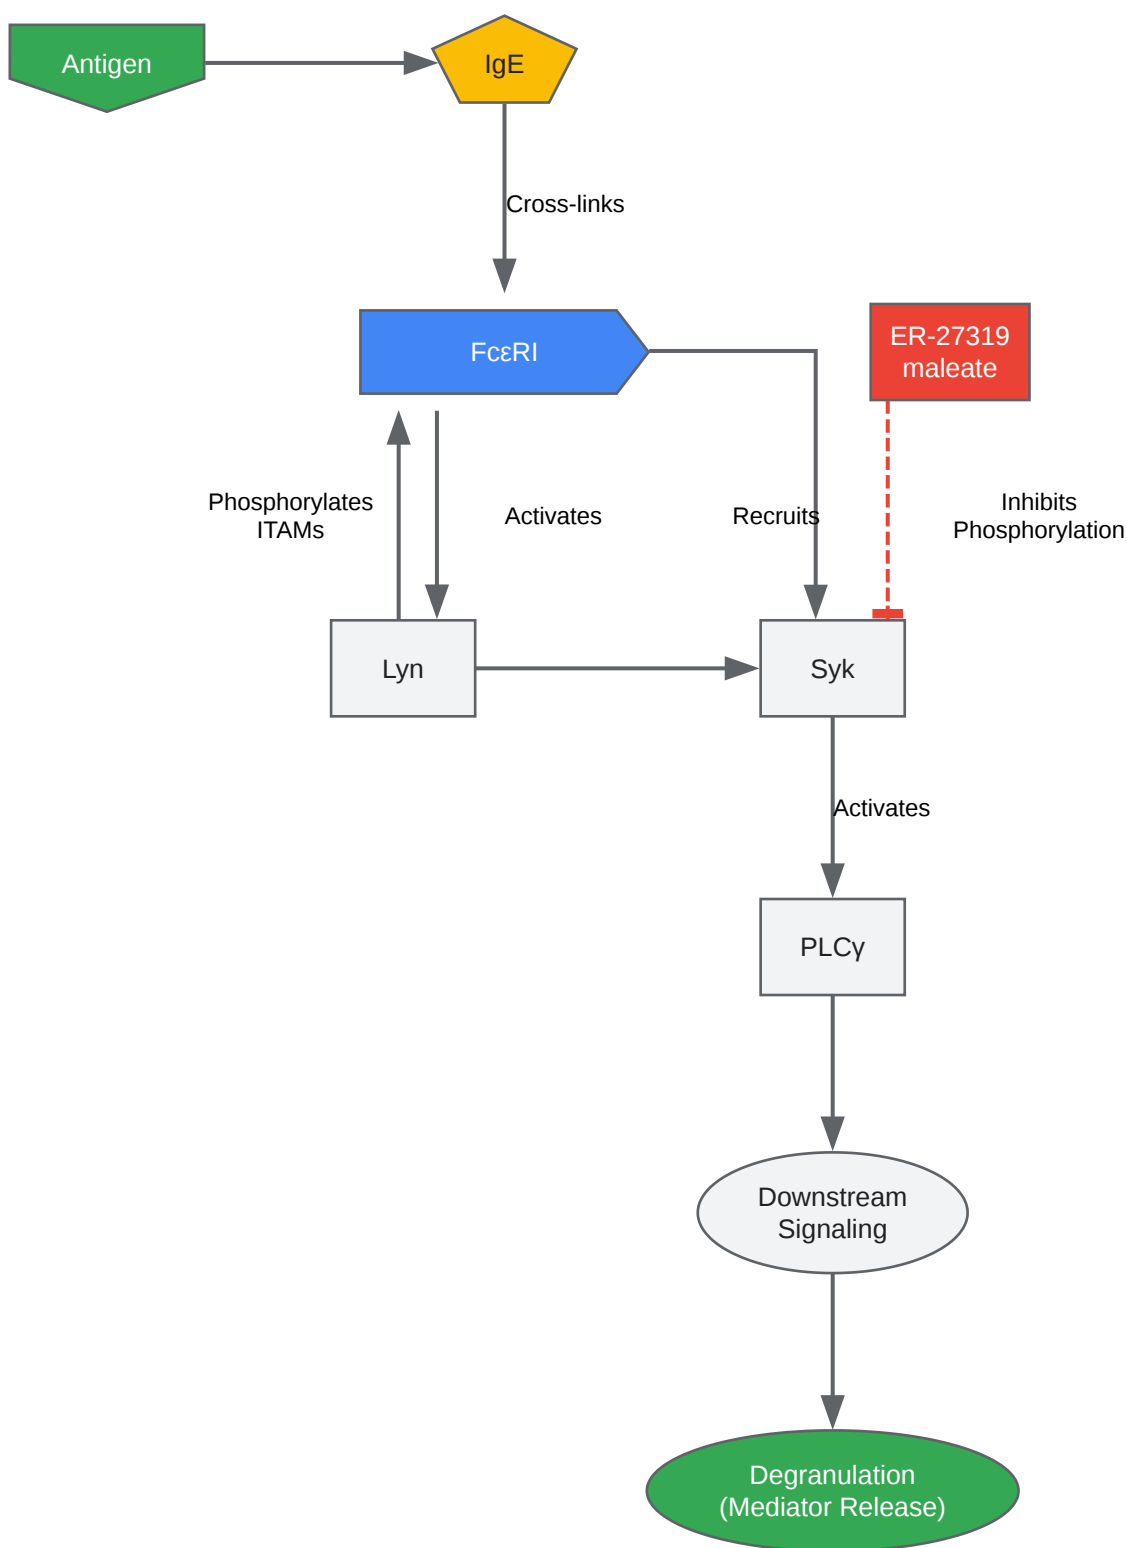 Antigen
IgE
Cross-links
FcεRI
ER-27319
maleate
Phosphorylates
ITAMs
Activates
Recruits
Inhibits
Phosphorylation
Lyn
Syk
Activates
PLCγ
Downstream
Signaling
Degranulation
(Mediator Release)